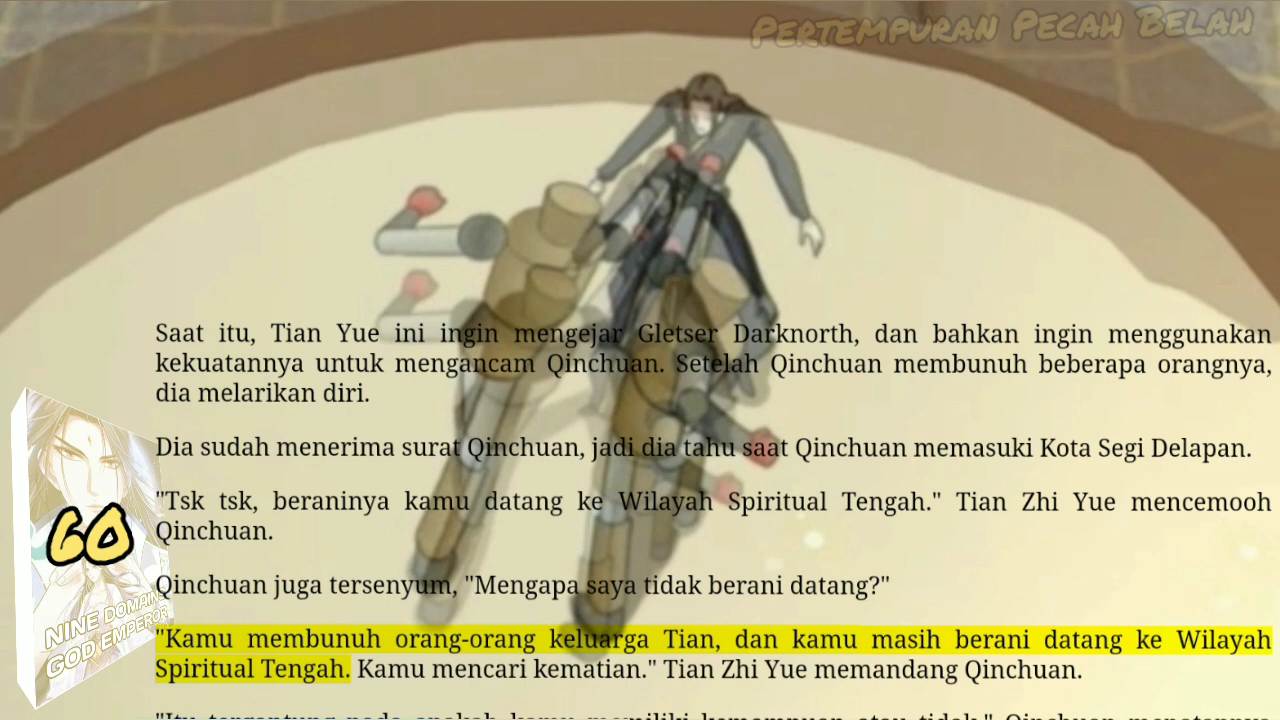 Pertempuran Pecah Belah
Saat itu, Tian Yue ini ingin mengejar Gletser Darknorth, dan bahkan ingin menggunakan
kekuatannya untuk mengancam Qinchuan. Setelah Qinchuan membunuh beberapa orangnya,
dia melarikan diri.
Dia sudah menerima surat Qinchuan, jadi dia tahu saat Qinchuan memasuki Kota Segi Delapan.
"Tsk tsk, beraninya kamu datang ke Wilayah Spiritual Tengah." Tian Zhi Yue mencemooh
Qinchuan.
Qinchuan juga tersenyum, "Mengapa saya tidak berani datang?"
"Kamu membunuh orang-orang keluarga Tian, dan kamu masih berani datang ke Wilayah
Spiritual Tengah. Kamu mencari kematian." Tian Zhi Yue memandang Qinchuan.
60
NINE DOMAINS
GOD EMPEROR